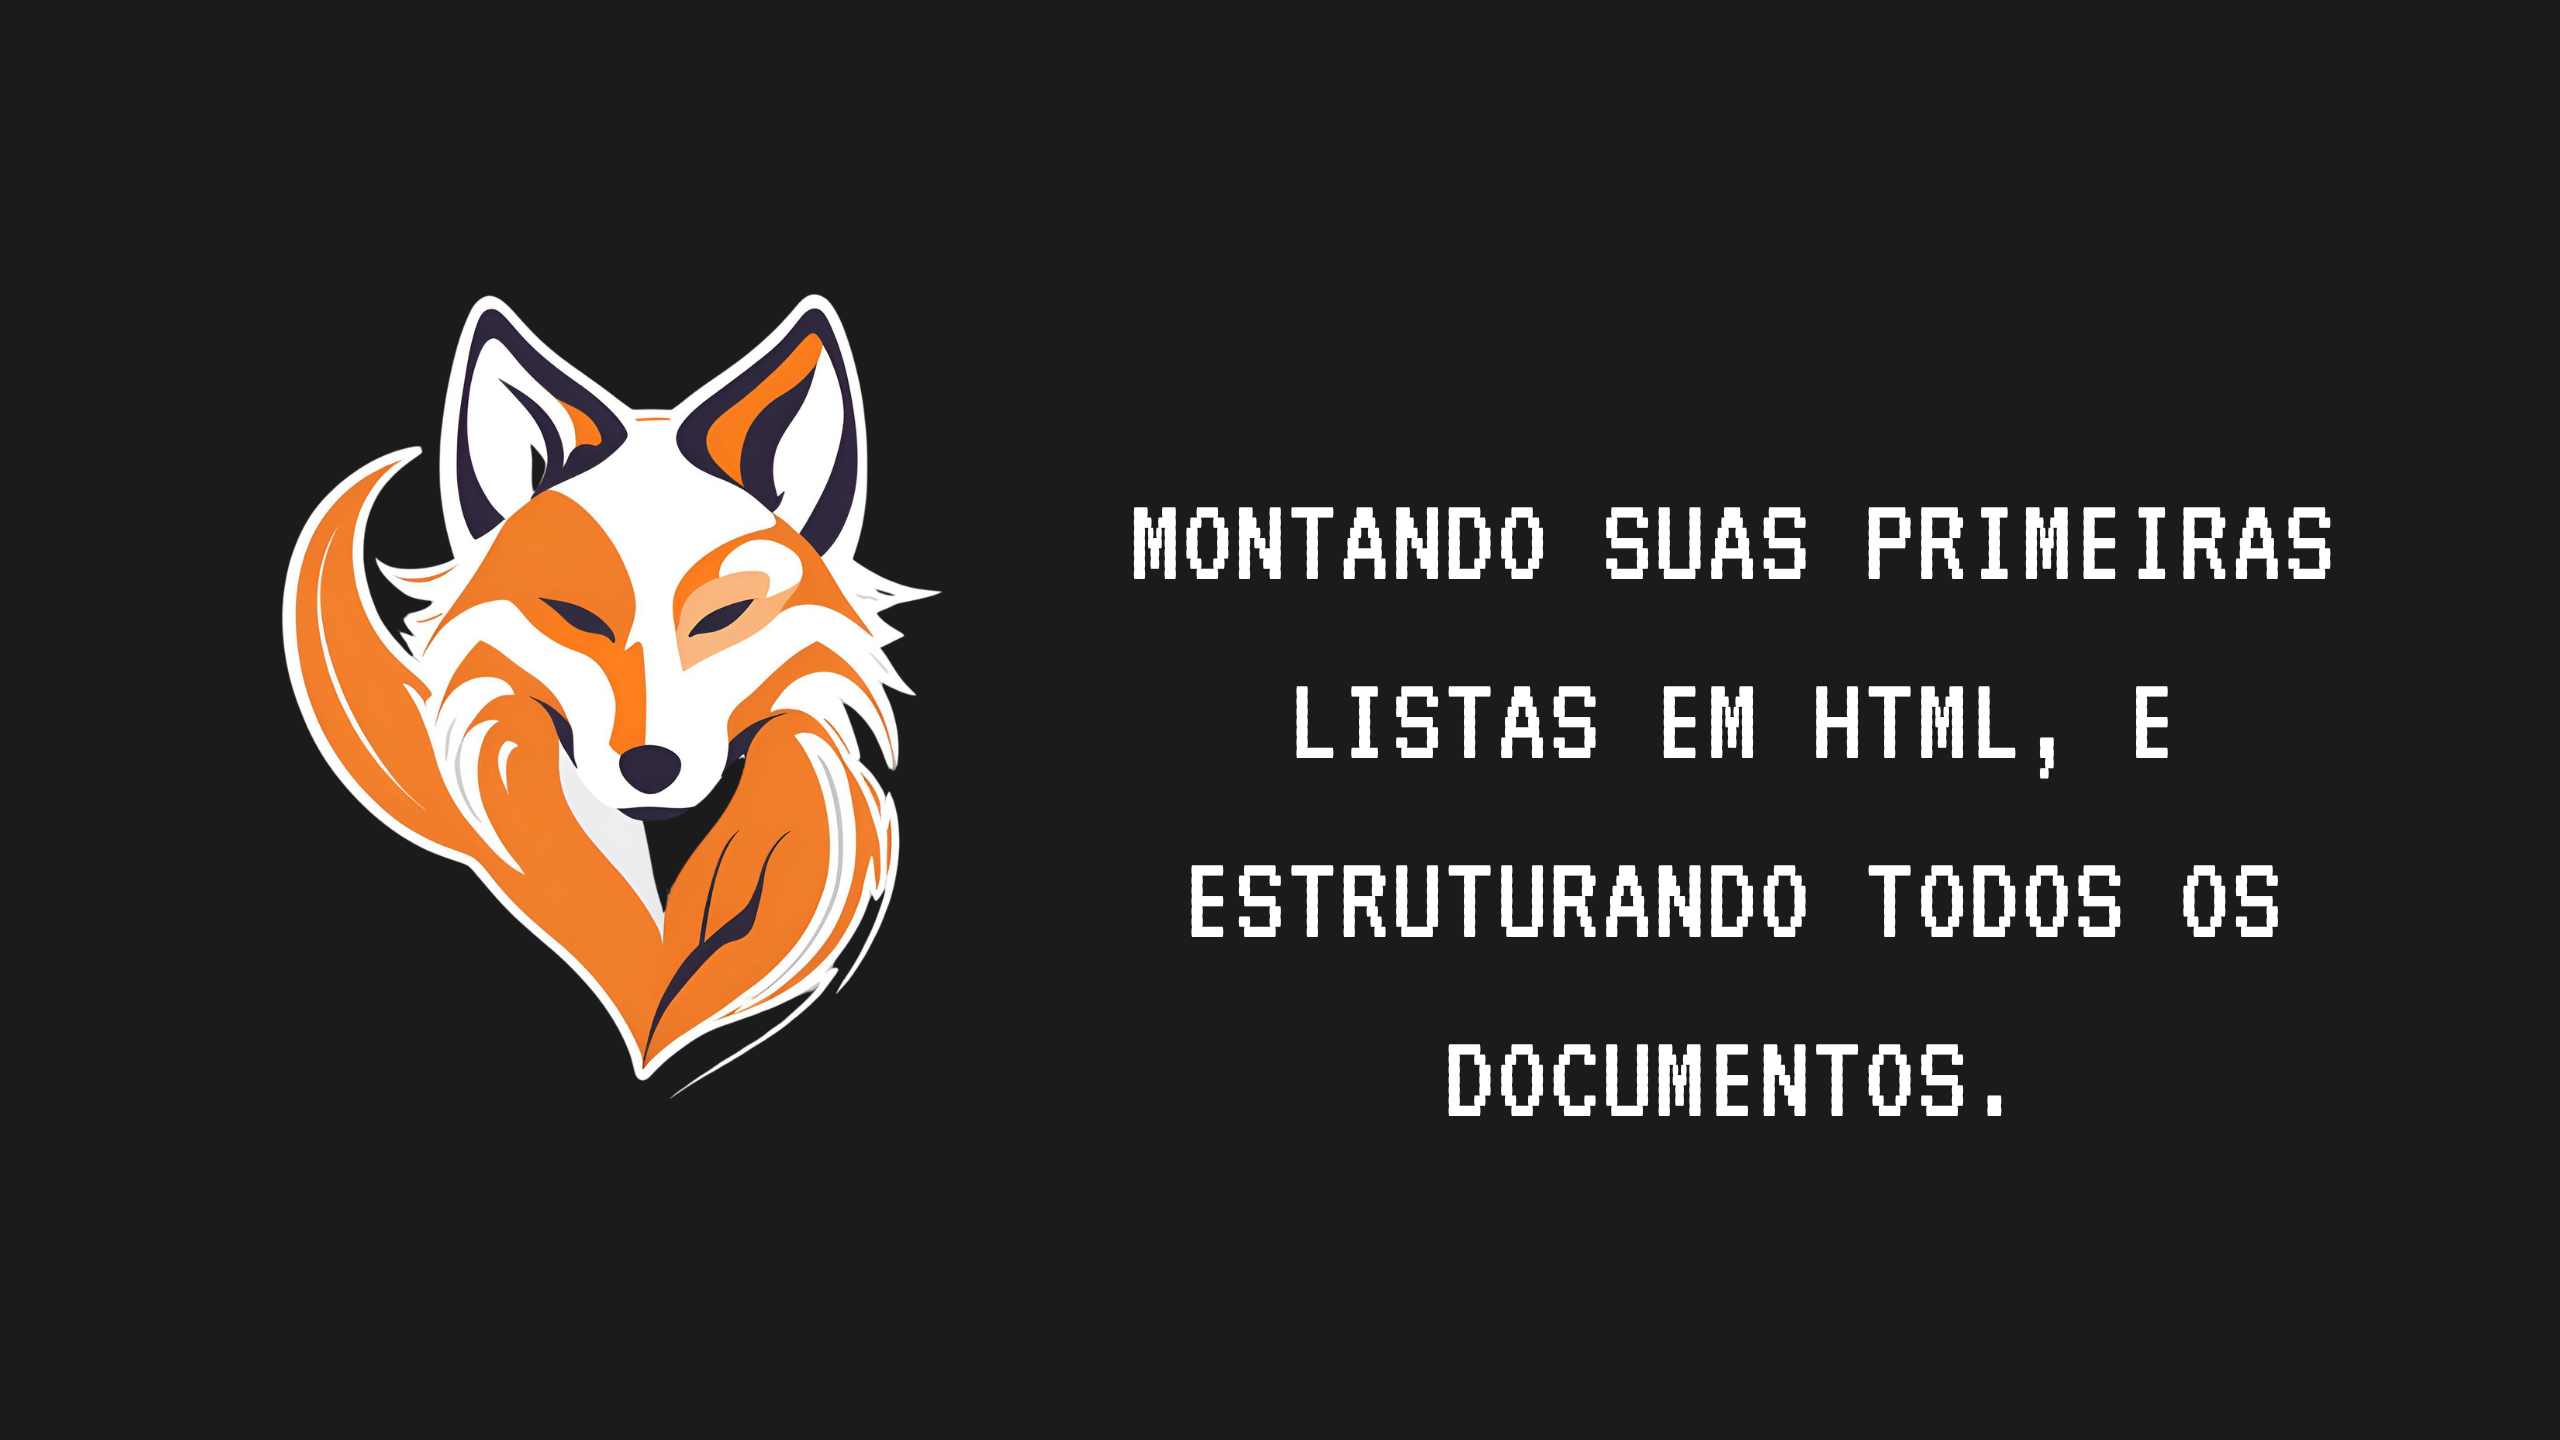 MONTANDO SUAS PRIMEIRAS
LISTAS EM HTML, E
ESTRUTURANDO TODOS OS
DOCUMENTOS.